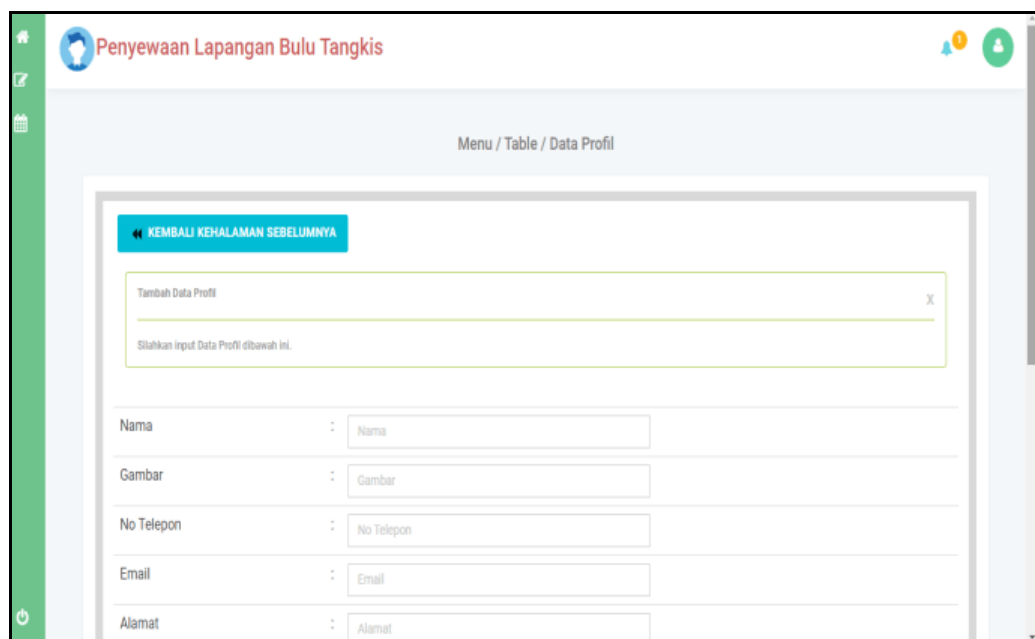 Penyewaan Lapangan Bulu Tangkis
1
Menu / Table / Data Profil
KEMBALI KEHALAMAN SEBELUMNYA
Tambah Data Profil
X
Silahkan input Data Profil dibawah ini.
Nama : Nama
Gambar : Gambar
No Telepon : No Telepon
Email : Email
Alamat : Alamat